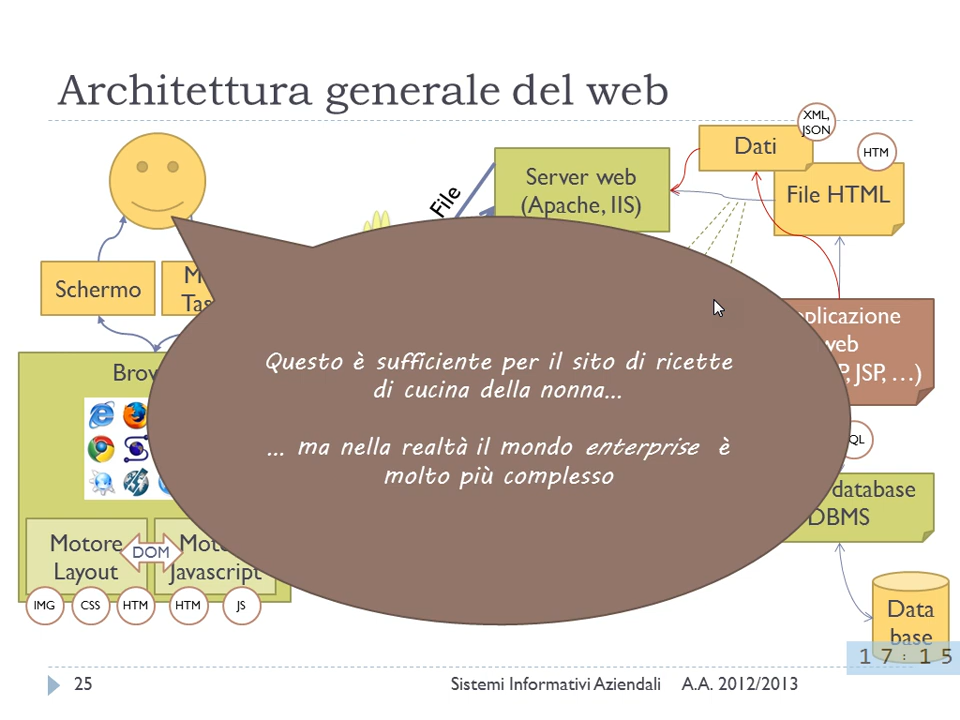 Architettura generale del web
XML,
JSON
Dati
HTM
File HTML
Server web
(Apache, IIS)
File
Schermo
M
Tas
Brow
plicazione
web
P, JSP, …)
Questo è sufficiente per il sito di ricette
di cucina della nonna...
... ma nella realtà il mondo enterprise è
molto più complesso
QL
database
DBMS
Motore
Layout
DOM
Moto
Javascript
IMG
CSS
HTM
HTM
JS
Data
base
17:15
25
Sistemi Informativi Aziendali
A.A. 2012/2013